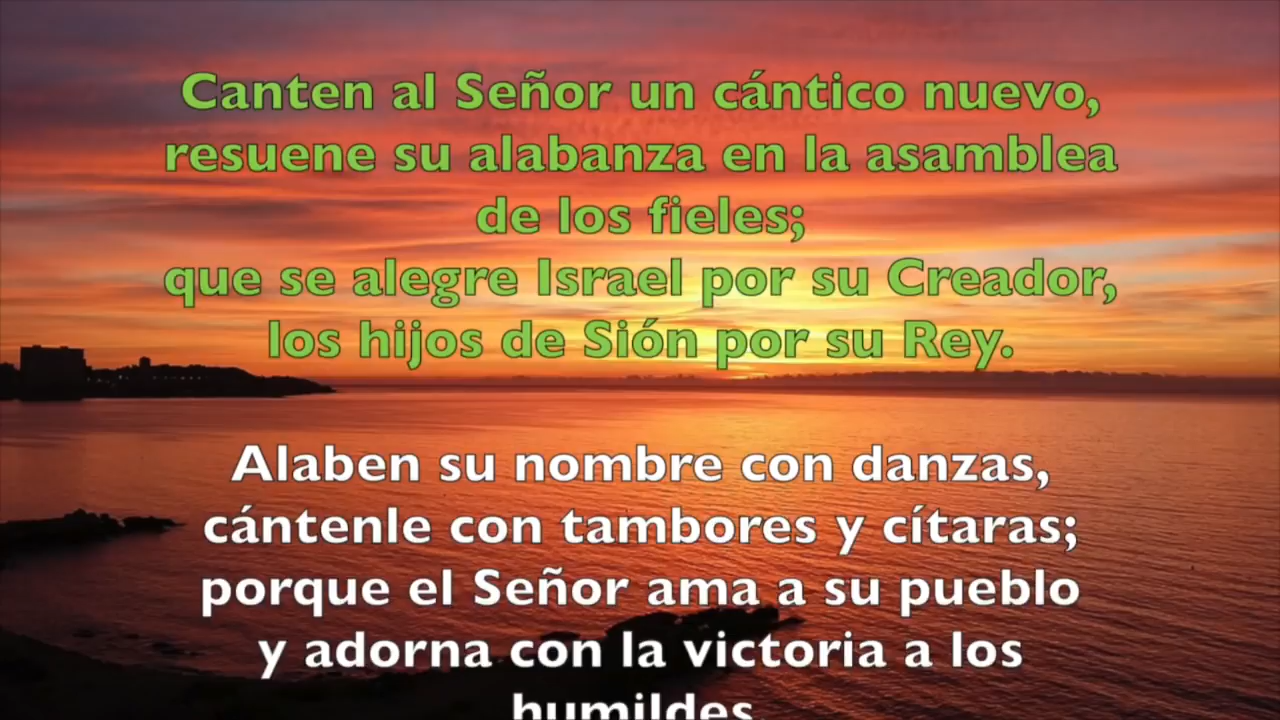 Canten al Señor un cántico nuevo,
resuene su alabanza en la asamblea
de los fieles;
que se alegre Israel por su Creador,
los hijos de Sión por su Rey.
Alaben su nombre con danzas,
cántenle con tambores y cítaras;
porque el Señor ama a su pueblo
y adorna con la victoria a los
humildes